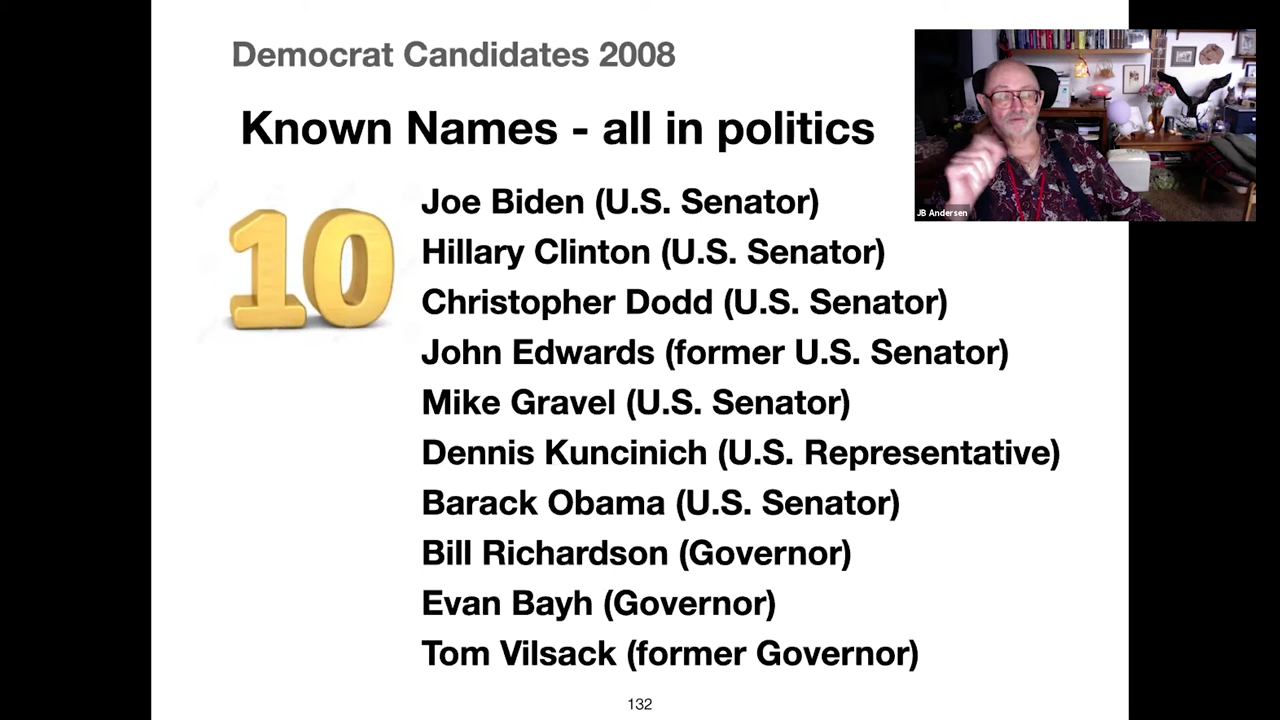 Democrat Candidates 2008
Known Names - all in politics
10
Joe Biden (U.S. Senator)
Hillary Clinton (U.S. Senator)
Christopher Dodd (U.S. Senator)
John Edwards (former U.S. Senator)
Mike Gravel (U.S. Senator)
Dennis Kuncinich (U.S. Representative)
Barack Obama (U.S. Senator)
Bill Richardson (Governor)
Evan Bayh (Governor)
Tom Vilsack (former Governor)
132
JB Andersen